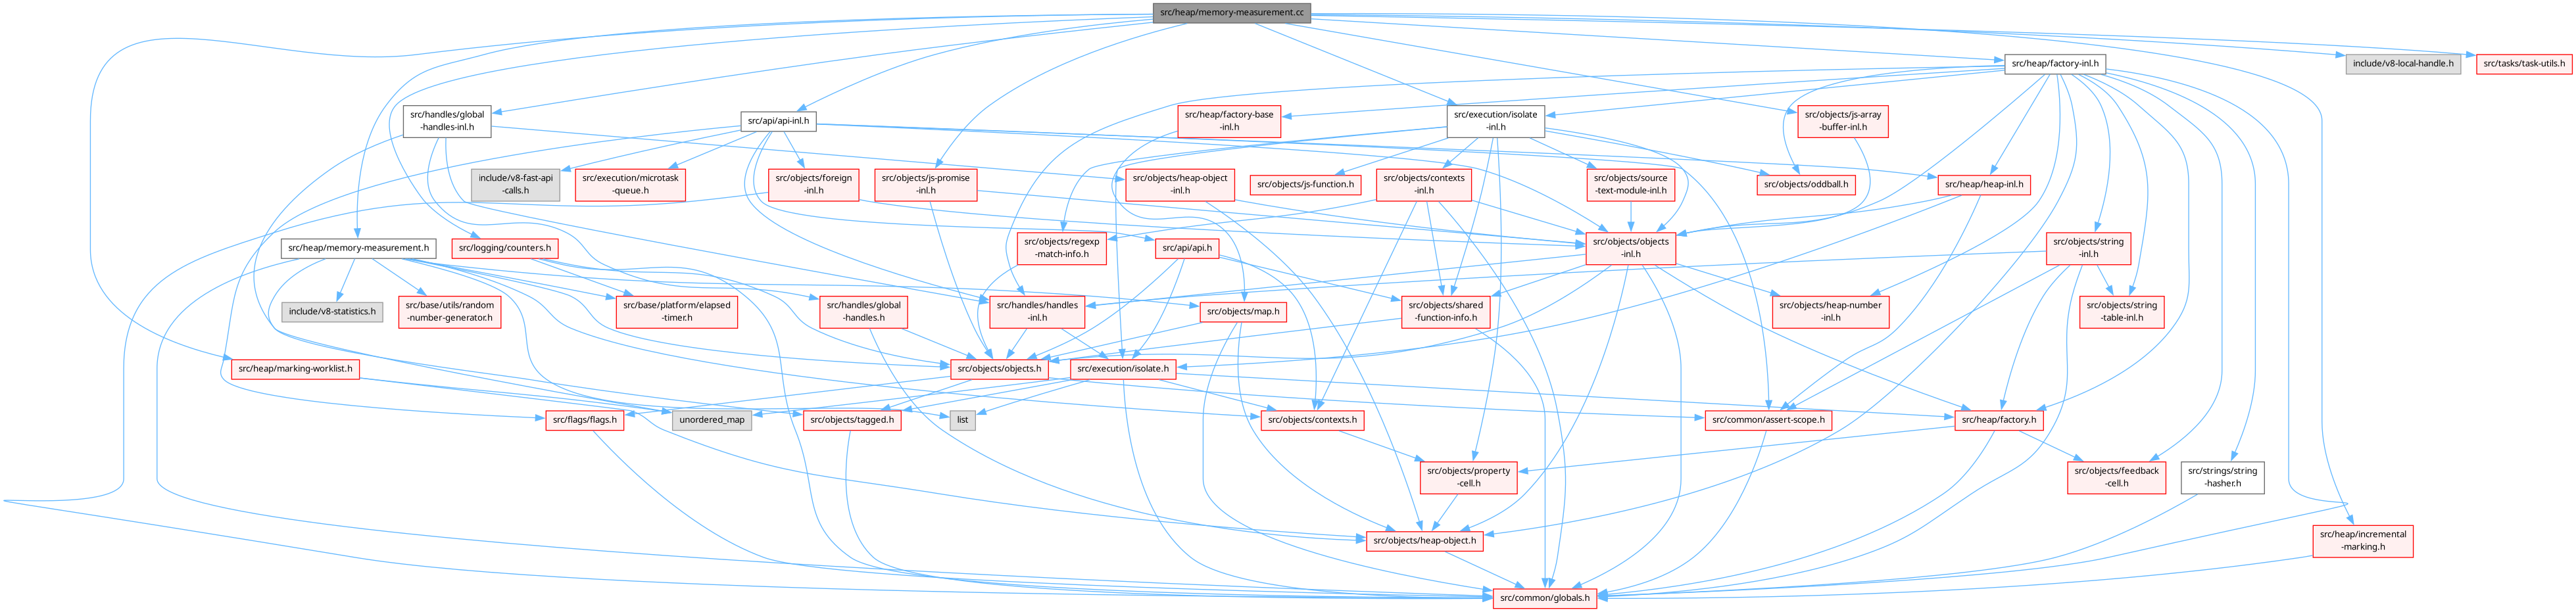 src/heap/memory-measurement.cc
src/heap/factory-inl.h
include/v8-local-handle.h
src/tasks/task-utils.h
src/handles/global
-handles-inl.h
src/api/api-inl.h
src/heap/factory-base
-inl.h
src/execution/isolate
-inl.h
src/objects/js-array
-buffer-inl.h
include/v8-fast-api
-calls.h
src/execution/microtask
-queue.h
src/objects/foreign
-inl.h
src/objects/js-promise
-inl.h
src/objects/heap-object
-inl.h
src/objects/js-function.h
src/objects/contexts
-inl.h
src/objects/source
-text-module-inl.h
src/objects/oddball.h
src/heap/heap-inl.h
src/heap/memory-measurement.h
src/logging/counters.h
src/objects/regexp
-match-info.h
src/api/api.h
src/objects/objects
-inl.h
src/objects/string
-inl.h
include/v8-statistics.h
src/base/utils/random
-number-generator.h
src/base/platform/elapsed
-timer.h
src/handles/global
-handles.h
src/handles/handles
-inl.h
src/objects/map.h
src/objects/shared
-function-info.h
src/objects/heap-number
-inl.h
src/objects/string
-table-inl.h
src/heap/marking-worklist.h
src/objects/objects.h
src/execution/isolate.h
src/flags/flags.h
unordered_map
src/objects/tagged.h
list
src/objects/contexts.h
src/common/assert-scope.h
src/heap/factory.h
src/objects/property
-cell.h
src/objects/feedback
-cell.h
src/strings/string
-hasher.h
src/objects/heap-object.h
src/heap/incremental
-marking.h
src/common/globals.h